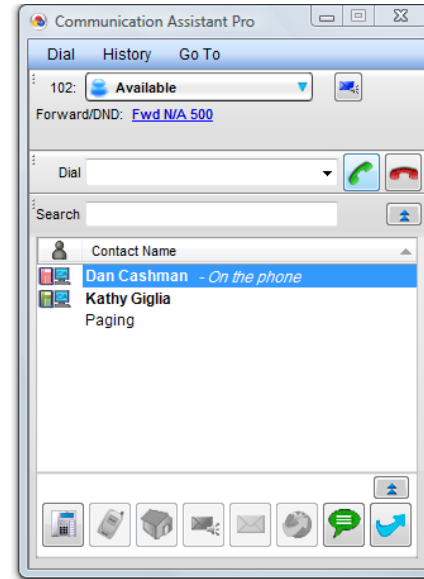 Communication Assistant Pro
Dial History Go To
102: Available
Forward/DND: Fwd N/A 500
Dial
Search
Contact Name
Dan Cashman - On the phone
Kathy Giglia
Paging